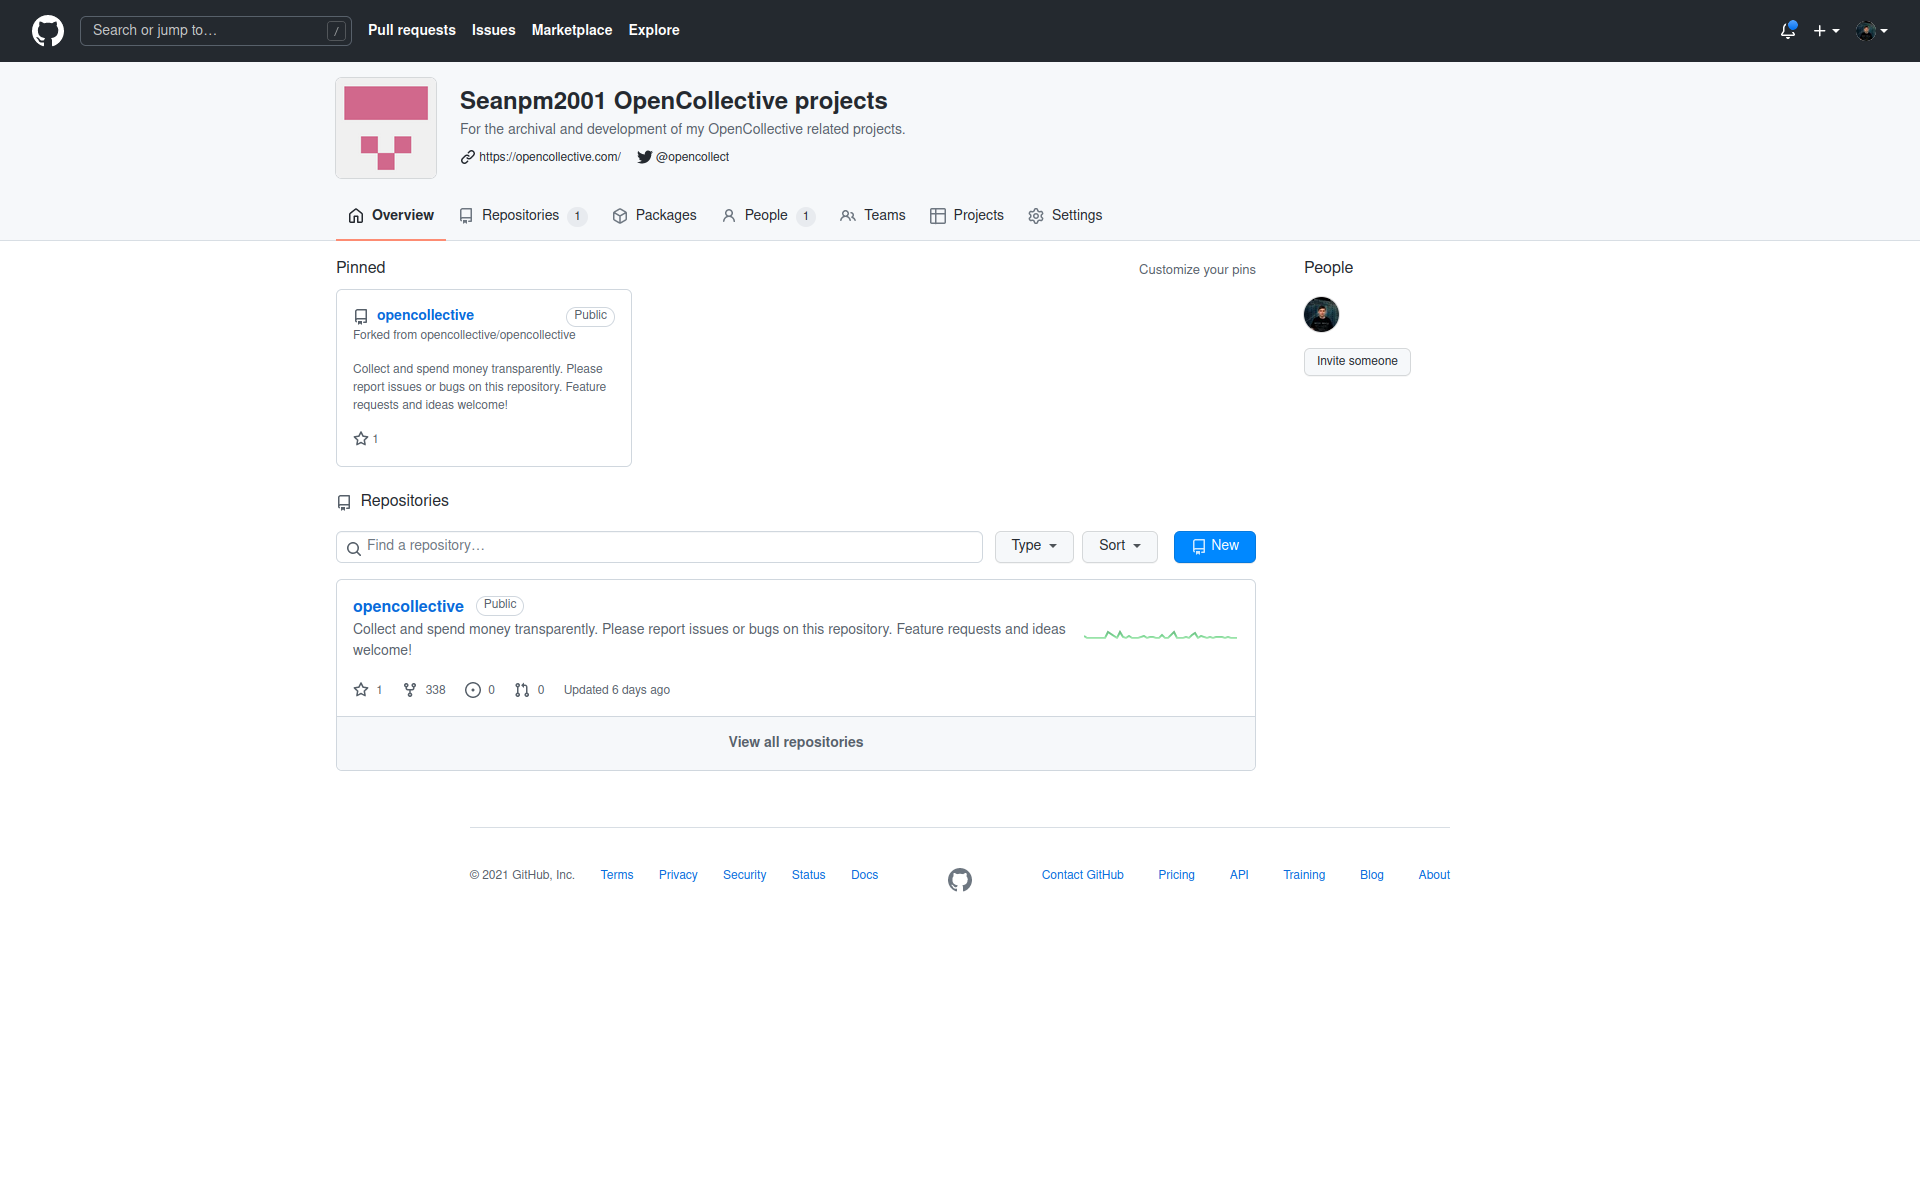 Search or jump to… /
Pull requests Issues Marketplace Explore
Seanpm2001 OpenCollective projects
For the archival and development of my OpenCollective related projects.
https://opencollective.com/ @opencollect
Overview Repositories 1 Packages People 1 Teams Projects Settings
Pinned Customize your pins
opencollective Public
Forked from opencollective/opencollective
Collect and spend money transparently. Please
report issues or bugs on this repository. Feature
requests and ideas welcome!
1
People
Invite someone
Repositories
Find a repository… Type Sort New
opencollective Public
Collect and spend money transparently. Please report issues or bugs on this repository. Feature requests and ideas
welcome!
1 338 0 0 Updated 6 days ago
View all repositories
© 2021 GitHub, Inc. Terms Privacy Security Status Docs Contact GitHub Pricing API Training Blog About